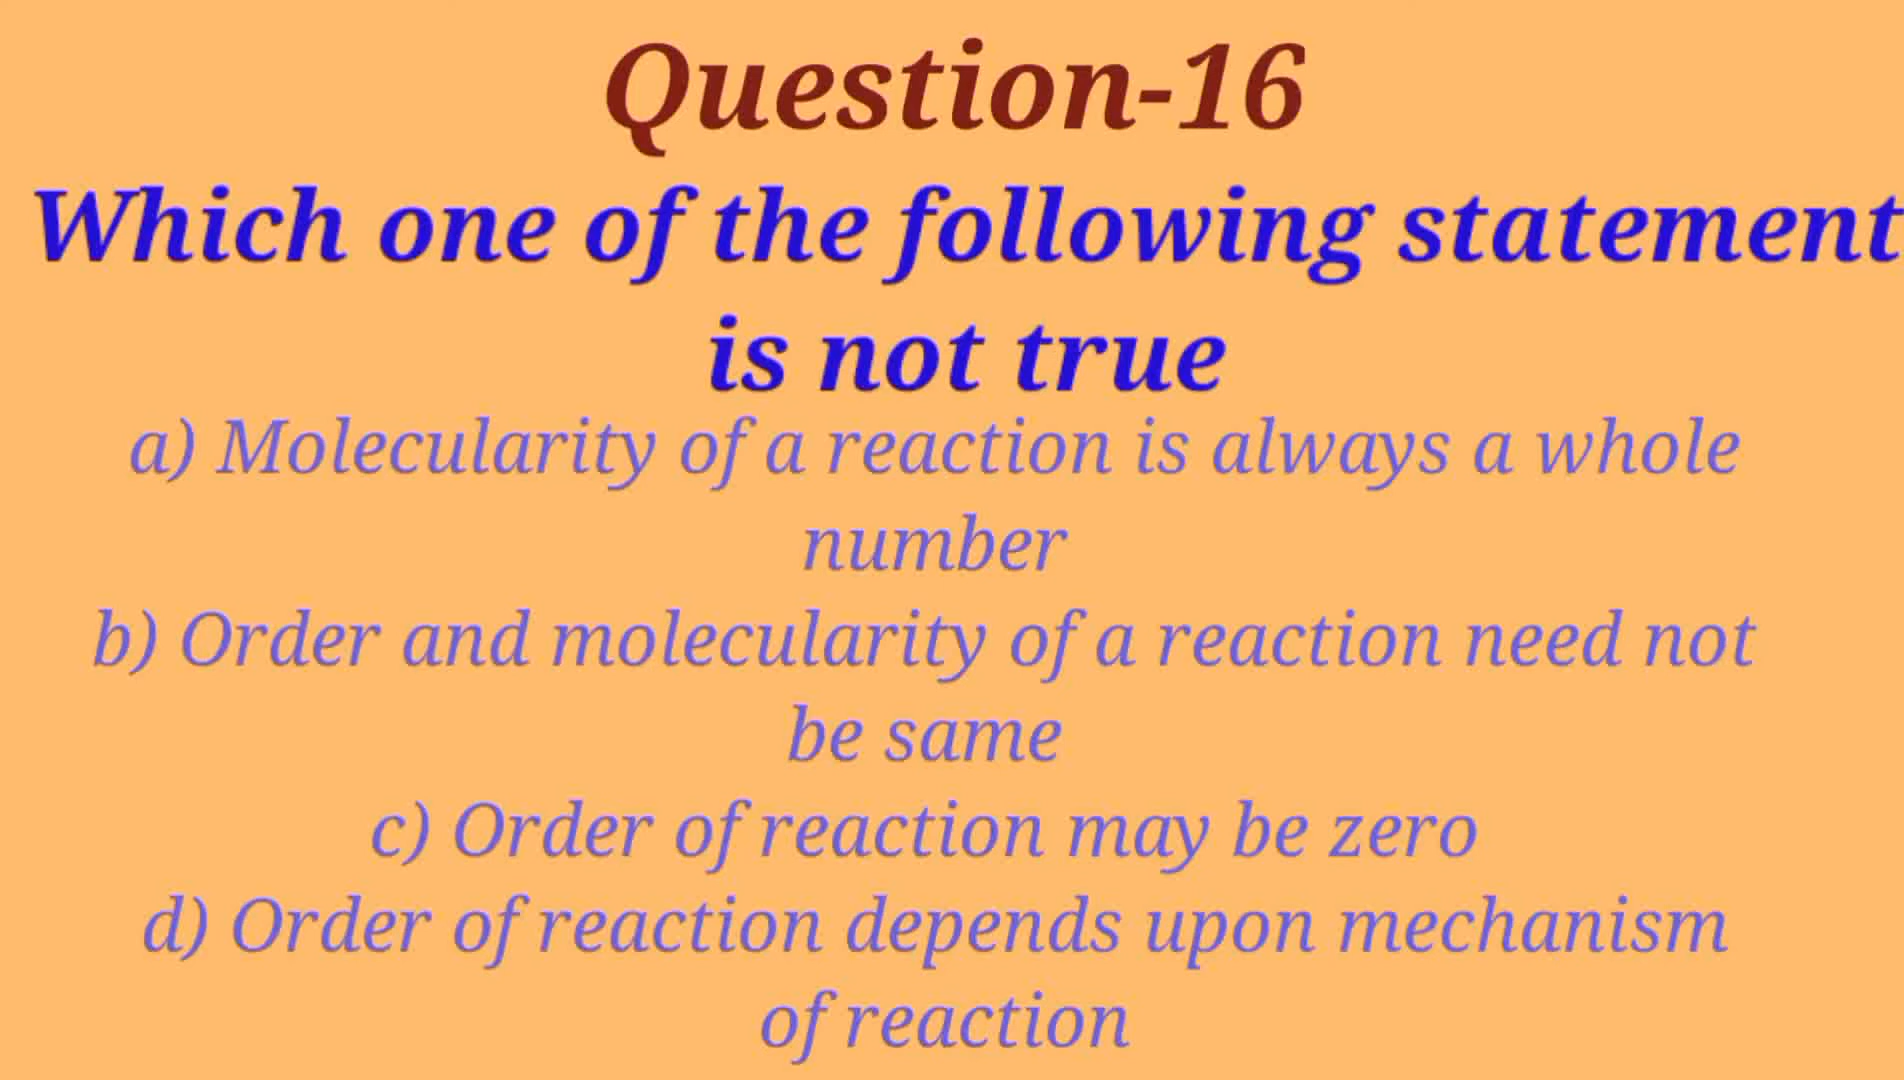 Question-16
Which one of the following statement
is not true
a) Molecularity of a reaction is always a whole
number
b) Order and molecularity of a reaction need not
be same
c) Order of reaction may be zero
d) Order of reaction depends upon mechanism
of reaction